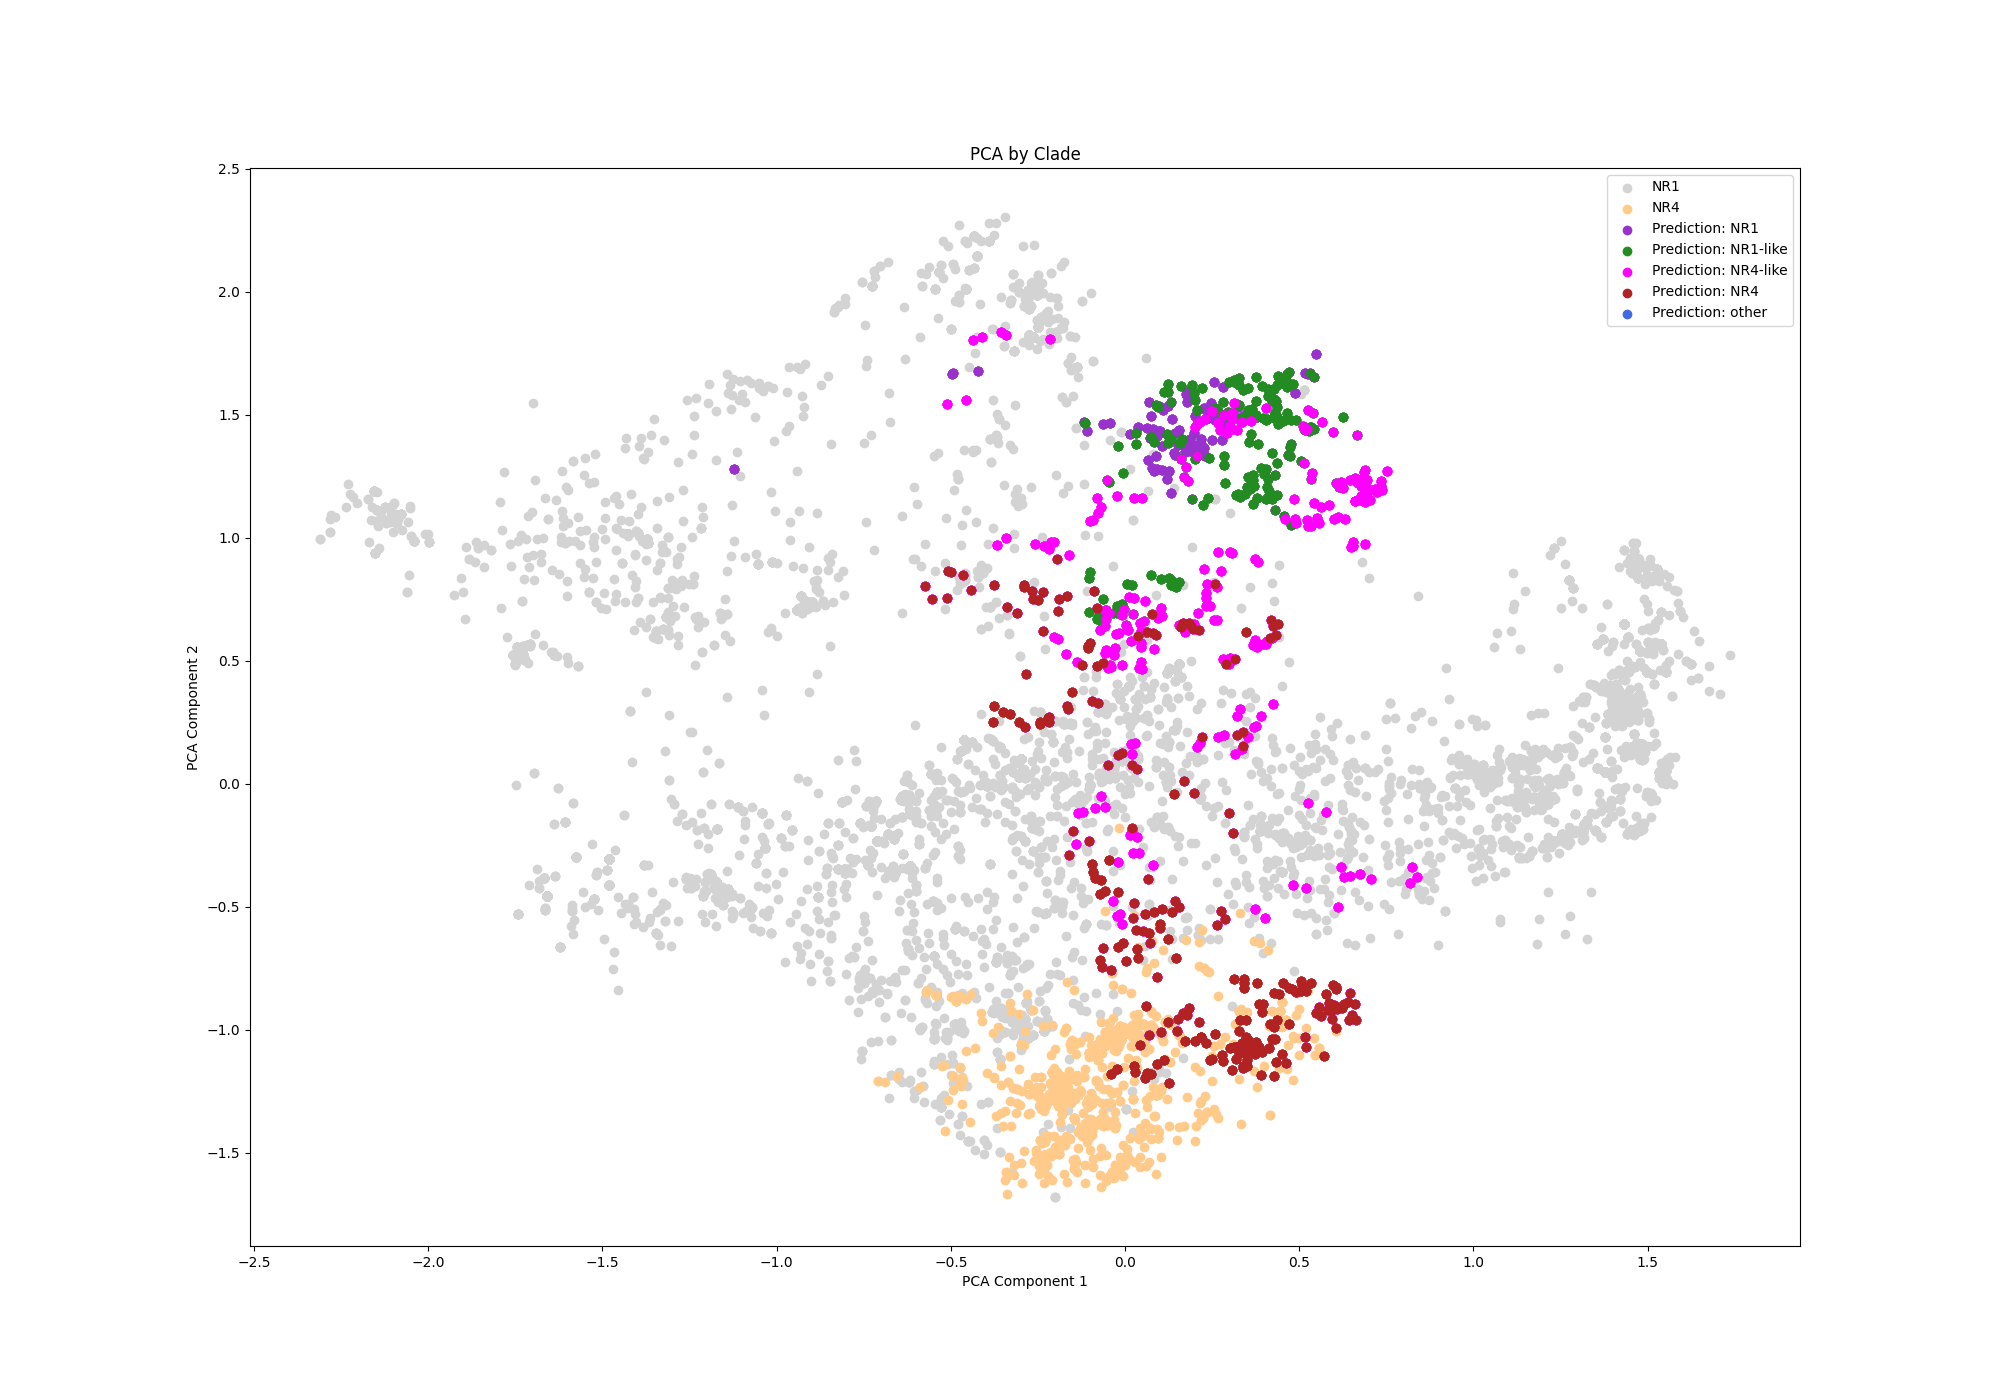 PCA by Clade
NR1
NR4
Prediction: NR1
Prediction: NR1-like
Prediction: NR4-like
Prediction: NR4
Prediction: other
2.5
2.0
1.5
1.0
0.5
0.0
−0.5
−1.0
−1.5
PCA Component 2
−2.5 −2.0 −1.5 −1.0 −0.5 0.0 0.5 1.0 1.5
PCA Component 1